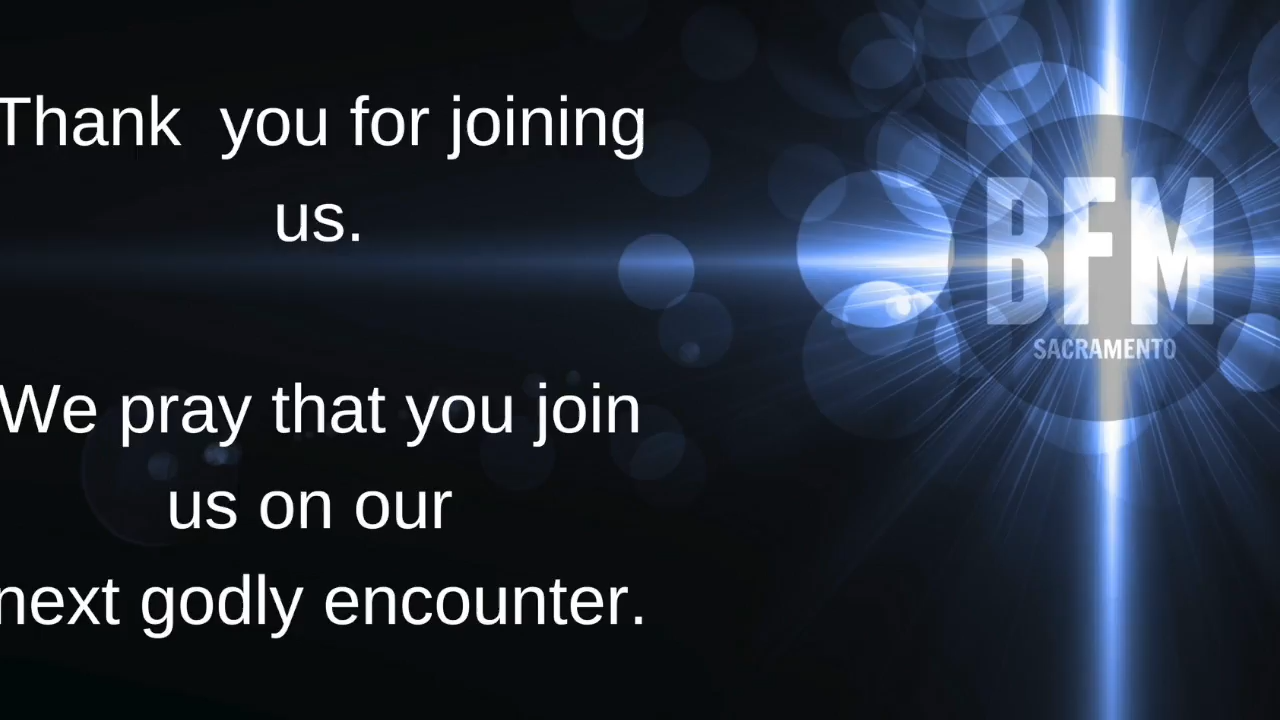 Thank  you for joining
us.
We pray that you join
us on our
next godly encounter.
BFM
SACRAMENTO